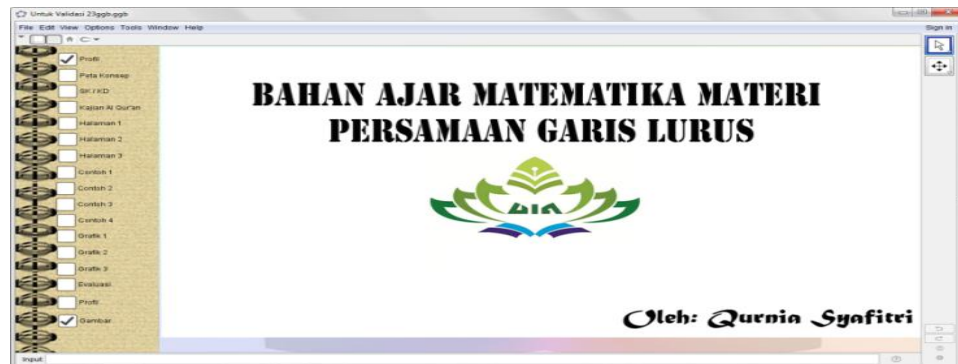 Untuk Validasi 23ggb.ggb
File Edit View Options Tools Window Help
Sign in
Profil
Peta Konsep
SK / KD
Kajian Al Qur'an
Halaman 1
Halaman 2
Halaman 3
Contoh 1
Contoh 2
Contoh 3
Contoh 4
Grafik 1
Grafik 2
Grafik 3
Evaluasi
Profil
Gambar
BAHAN AJAR MATEMATIKA MATERI
PERSAMAAN GARIS LURUS
UIN
Oleh: Qurnia Syafitri
Input: